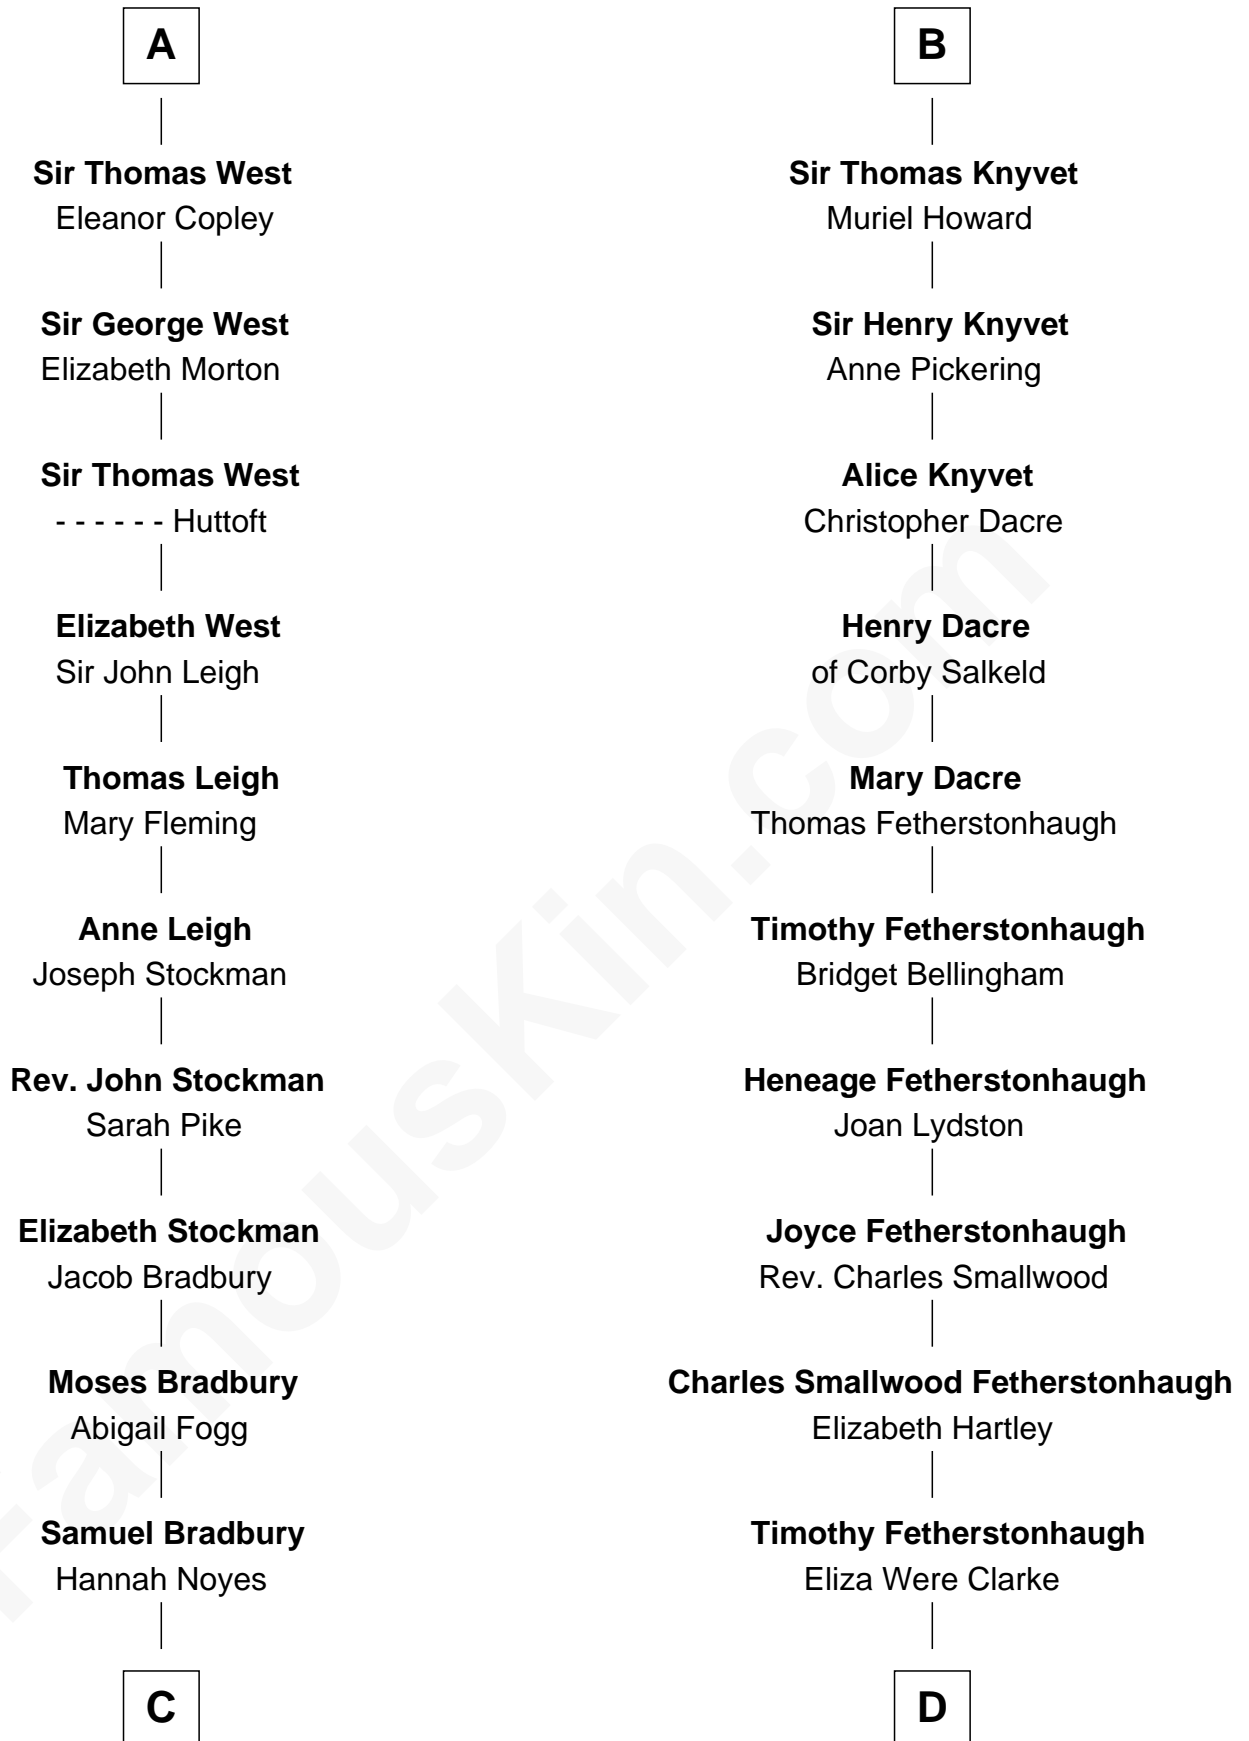 A
Sir Thomas West
Eleanor Copley
Sir George West
Elizabeth Morton
Sir Thomas West
- - - - - - Huttoft
Elizabeth West
Sir John Leigh
Thomas Leigh
Mary Fleming
Anne Leigh
Joseph Stockman
Rev. John Stockman
Sarah Pike
Elizabeth Stockman
Jacob Bradbury
Moses Bradbury
Abigail Fogg
Samuel Bradbury
Hannah Noyes
C
B
Sir Thomas Knyvet
Muriel Howard
Sir Henry Knyvet
Anne Pickering
Alice Knyvet
Christopher Dacre
Henry Dacre
of Corby Salkeld
Mary Dacre
Thomas Fetherstonhaugh
Timothy Fetherstonhaugh
Bridget Bellingham
Heneage Fetherstonhaugh
Joan Lydston
Joyce Fetherstonhaugh
Rev. Charles Smallwood
Charles Smallwood Fetherstonhaugh
Elizabeth Hartley
Timothy Fetherstonhaugh
Eliza Were Clarke
D
FamousKin.com